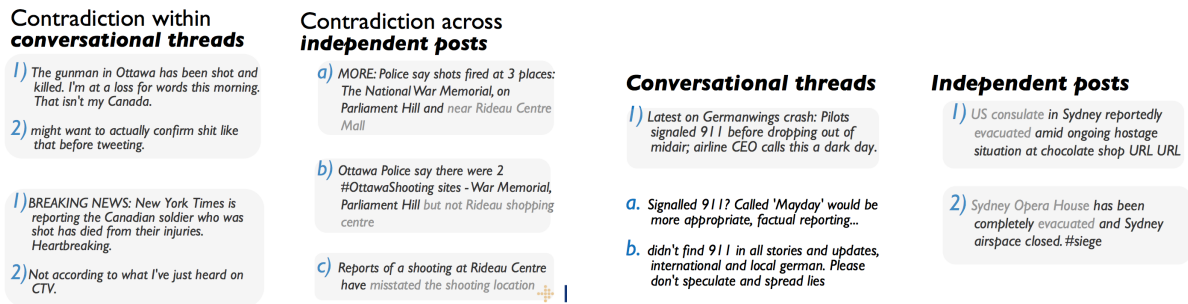 Contradiction within
conversational threads
1) The gunman in Ottawa has been shot and
killed. I'm at a loss for words this morning.
That isn't my Canada.
2) might want to actually confirm shit like
that before tweeting.
1) BREAKING NEWS: New York Times is
reporting the Canadian soldier who was
shot has died from their injuries.
Heartbreaking.
2) Not according to what I've just heard on
CTV.
Contradiction across
independent posts
a) MORE: Police say shots fired at 3 places:
The National War Memorial, on
Parliament Hill and near Rideau Centre
Mall
b) Ottawa Police say there were 2
#OttawaShooting sites - War Memorial,
Parliament Hill but not Rideau shopping
centre
c) Reports of a shooting at Rideau Centre
have misstated the shooting location
Conversational threads
1) Latest on Germanwings crash: Pilots
signaled 911 before dropping out of
midair; airline CEO calls this a dark day.
a. Signalled 911? Called 'Mayday' would be
more appropriate, factual reporting...
b. didn't find 911 in all stories and updates,
international and local german. Please
don't speculate and spread lies
Independent posts
1) US consulate in Sydney reportedly
evacuated amid ongoing hostage
situation at chocolate shop URL URL
2) Sydney Opera House has been
completely evacuated and Sydney
airspace closed. #siege